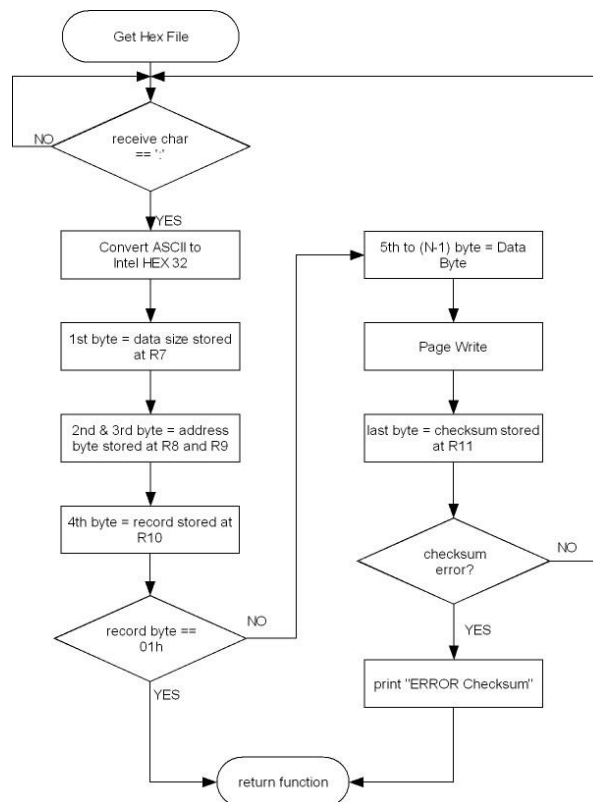 Get Hex File
receive char
== ':'
NO
YES
Convert ASCII to
Intel HEX 32
1st byte = data size stored
at R7
2nd & 3rd byte = address
byte stored at R8 and R9
4th byte = record stored at
R10
record byte ==
01h
NO
YES
5th to (N-1) byte = Data
Byte
Page Write
last byte = checksum stored
at R11
checksum
error?
NO
YES
print "ERROR Checksum"
return function